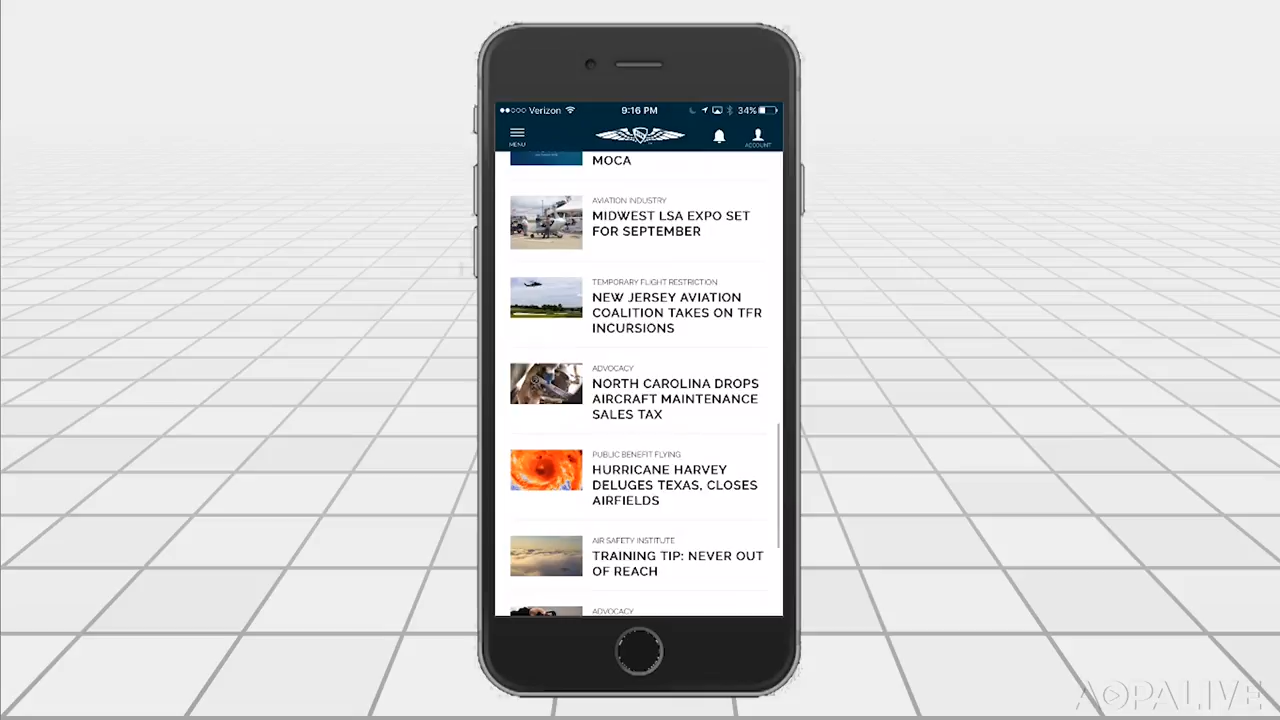 ●●○○○ Verizon 9:16 PM 34%
MENU
ACCOUNT
MOCA
AVIATION INDUSTRY
MIDWEST LSA EXPO SET
FOR SEPTEMBER
TEMPORARY FLIGHT RESTRICTION
NEW JERSEY AVIATION
COALITION TAKES ON TFR
INCURSIONS
ADVOCACY
NORTH CAROLINA DROPS
AIRCRAFT MAINTENANCE
SALES TAX
PUBLIC BENEFIT FLYING
HURRICANE HARVEY
DELUGES TEXAS, CLOSES
AIRFIELDS
AIR SAFETY INSTITUTE
TRAINING TIP: NEVER OUT
OF REACH
ADVOCACY
AOPALIVE